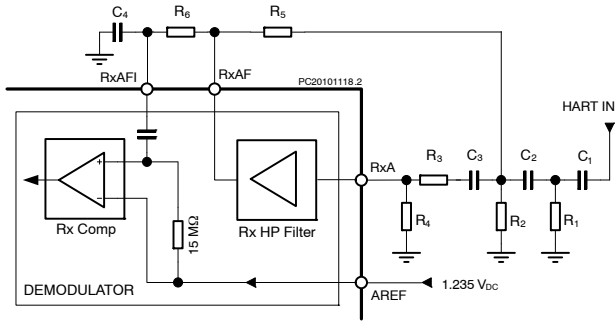 C4
R6
R5
RxAFI
RxAF
PC20101118.2
HART IN
RxA
R3
C3
C2
C1
Rx Comp
15 MΩ
Rx HP Filter
R4
R2
R1
DEMODULATOR
AREF
1.235 VDC
+
−